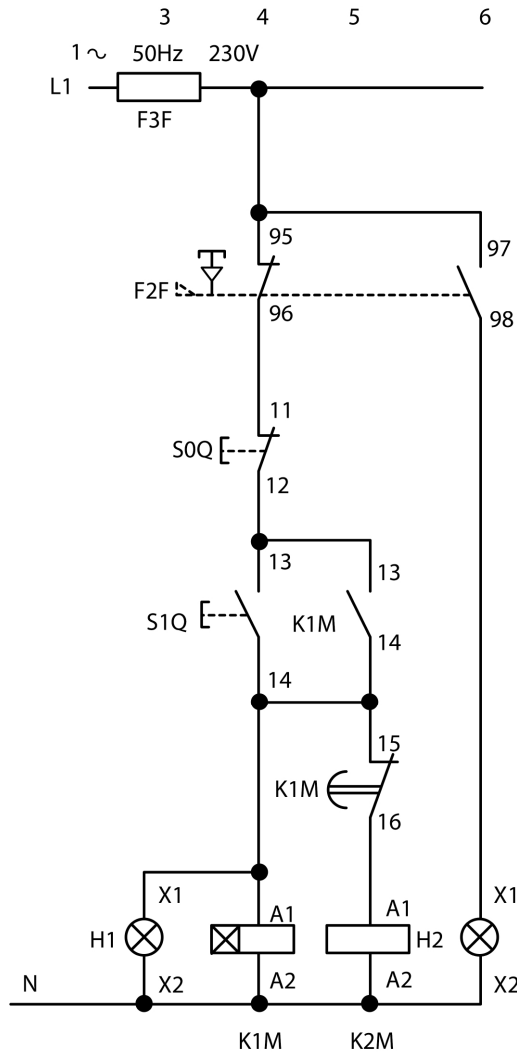 3 4 5 6
1 ~ 50Hz 230V
L1
F3F
95
97
F2F
96
98
11
S0Q
12
13
13
S1Q
K1M
14
14
15
K1M
16
X1
A1
A1
X1
H1
H2
N
X2
A2
A2
X2
K1M
K2M